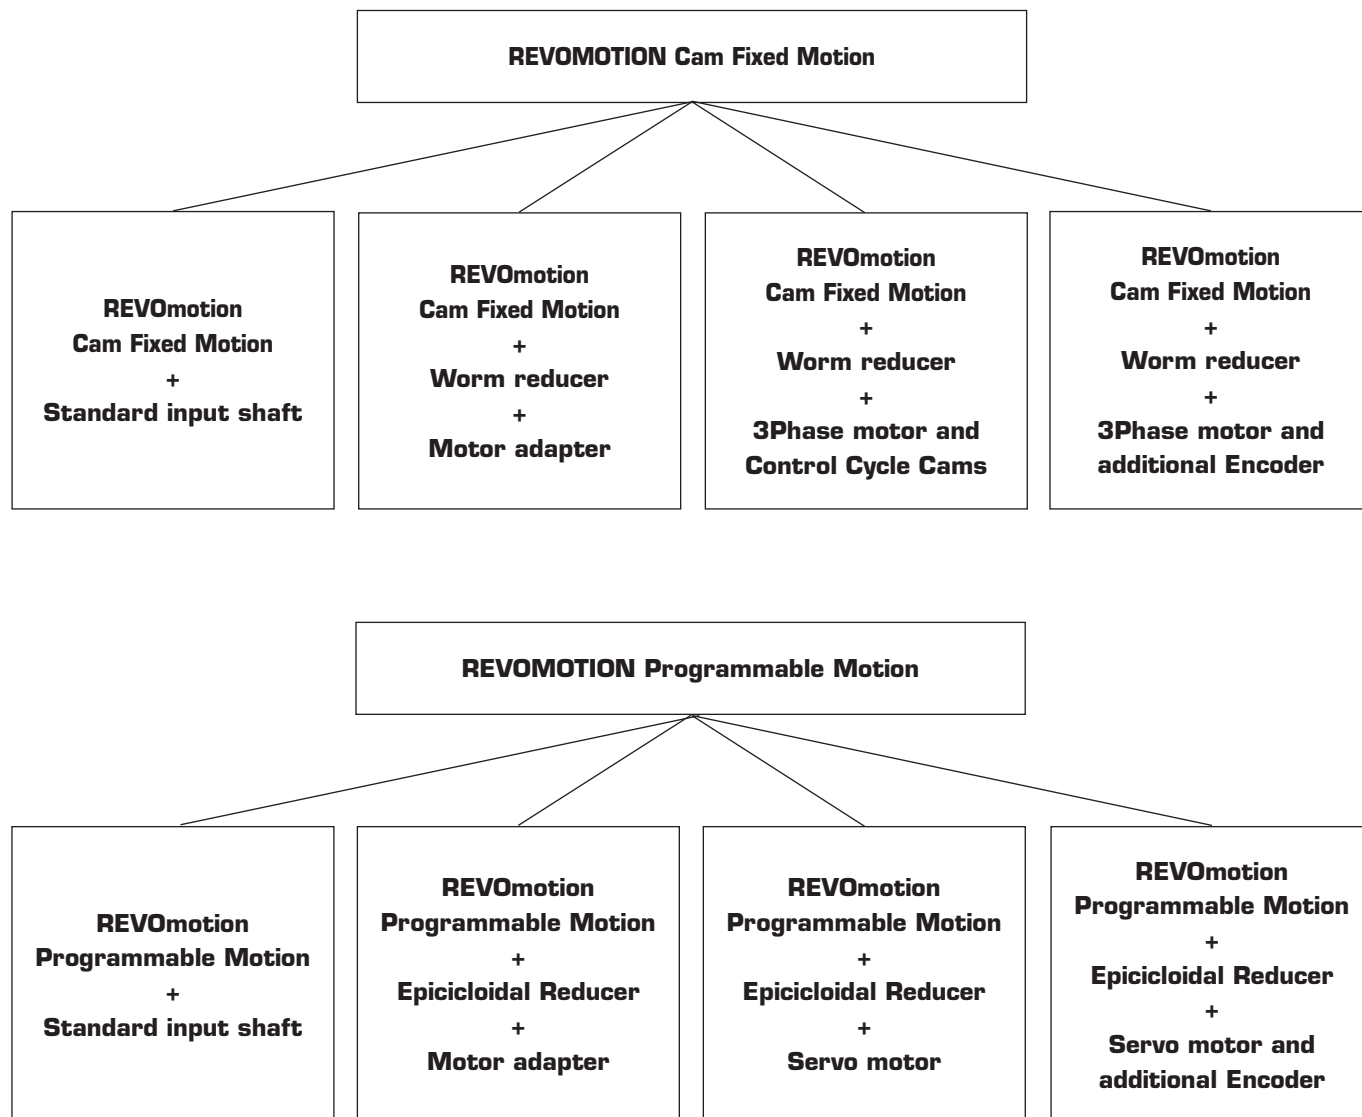 REVOMOTION Cam Fixed Motion
REVOmotion
Cam Fixed Motion
+
Standard input shaft
REVOmotion
Cam Fixed Motion
+
Worm reducer
+
Motor adapter
REVOmotion
Cam Fixed Motion
+
Worm reducer
+
3Phase motor and
Control Cycle Cams
REVOmotion
Cam Fixed Motion
+
Worm reducer
+
3Phase motor and
additional Encoder
REVOMOTION Programmable Motion
REVOmotion
Programmable Motion
+
Standard input shaft
REVOmotion
Programmable Motion
+
Epicicloidal Reducer
+
Motor adapter
REVOmotion
Programmable Motion
+
Epicicloidal Reducer
+
Servo motor
REVOmotion
Programmable Motion
+
Epicicloidal Reducer
+
Servo motor and
additional Encoder